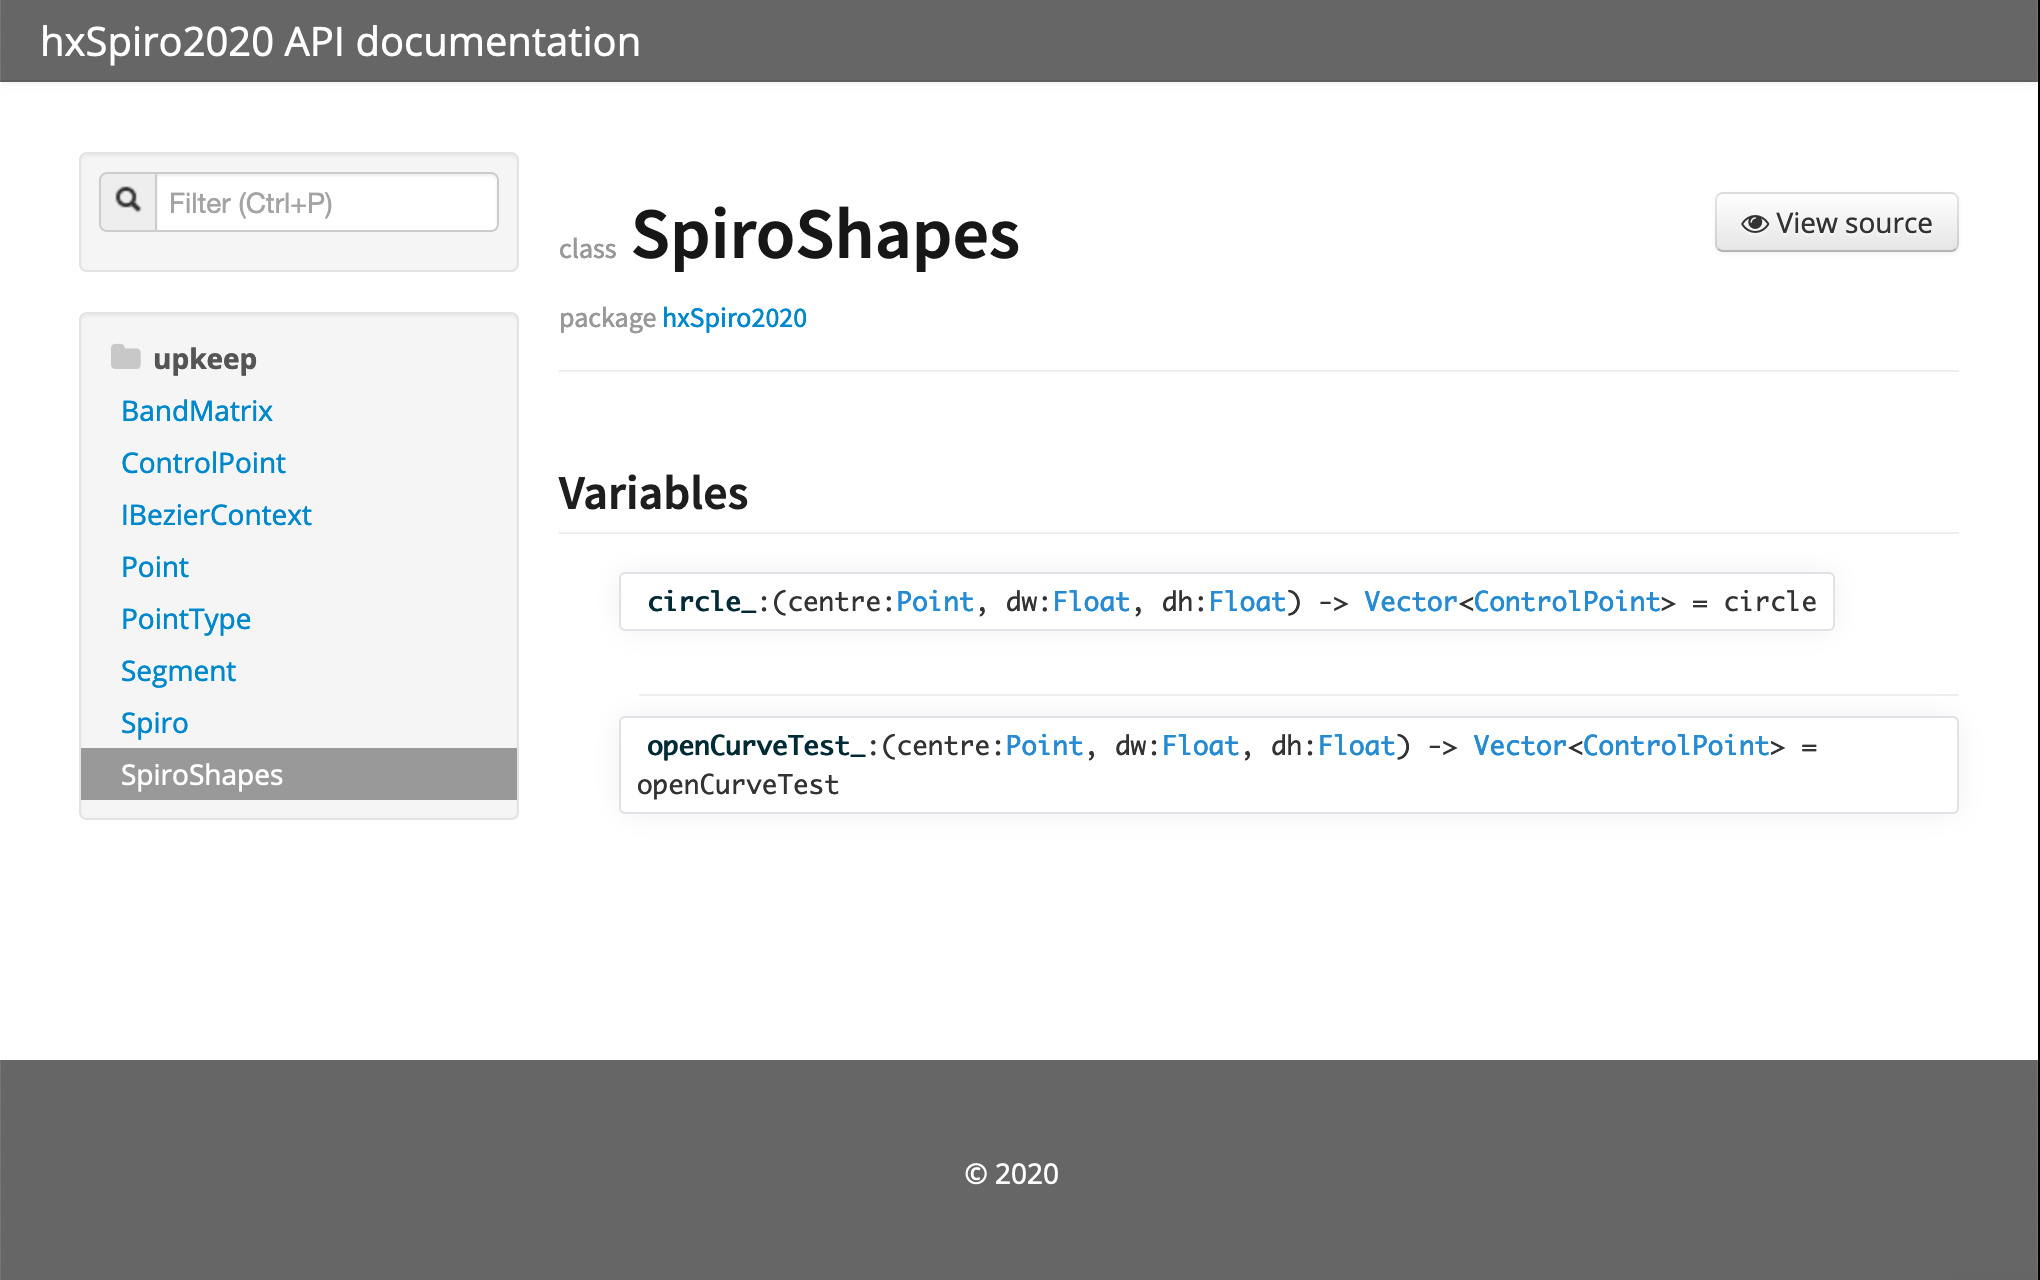 hxSpiro2020 API documentation
Filter (Ctrl+P)
upkeep
BandMatrix
ControlPoint
IBezierContext
Point
PointType
Segment
Spiro
SpiroShapes
class SpiroShapes
View source
package hxSpiro2020
Variables
circle_:(centre:Point, dw:Float, dh:Float) -> Vector<ControlPoint> = circle
openCurveTest_:(centre:Point, dw:Float, dh:Float) -> Vector<ControlPoint> =
openCurveTest
© 2020